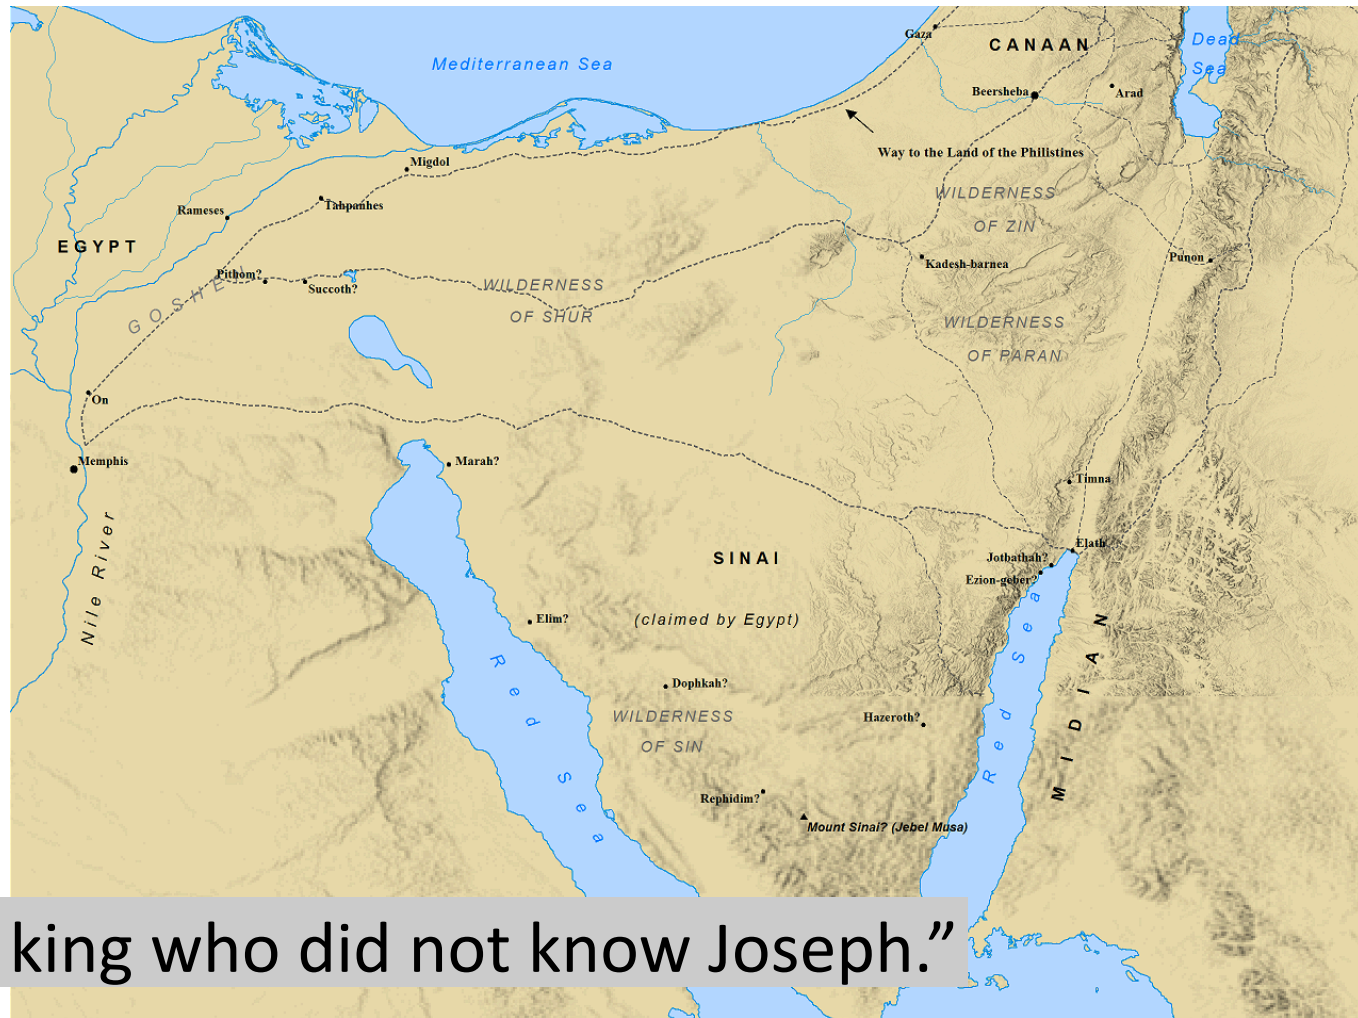 Gaza
CANAAN
Dead
Sea
Mediterranean Sea
Beersheba
Arad
Way to the Land of the Philistines
Migdol
WILDERNESS
OF ZIN
Tahpanhes
Rameses
EGYPT
Punon
Kadesh-barnea
Pithom?
Succoth?
GOSHEN
WILDERNESS
OF SHUR
WILDERNESS
OF PARAN
On
Memphis
Marah?
Timna
Nile River
Elath
Jotbathah?
Ezion-geber?
SINAI
(claimed by Egypt)
Elim?
Red Sea
Red Sea
MIDIAN
Dophkah?
WILDERNESS
OF SIN
Hazeroth?
Rephidim?
Mount Sinai? (Jebel Musa)
king who did not know Joseph.”